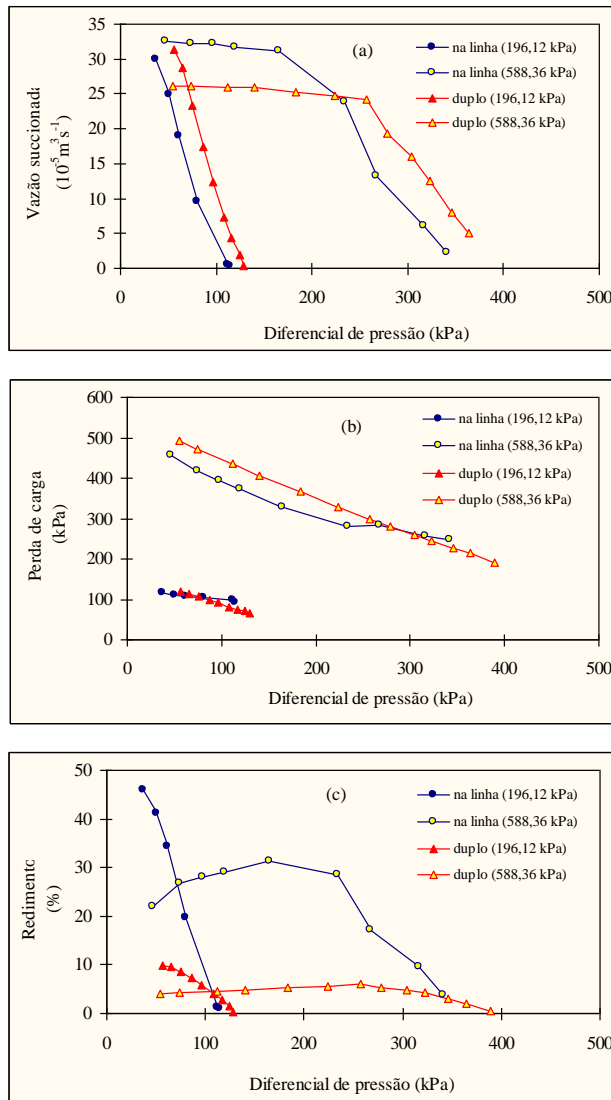 35
30
25
20
15
10
5
0
Vazão succionada
(10⁻⁵m³s⁻¹)
(a)
na linha (196,12 kPa)
na linha (588,36 kPa)
duplo (196,12 kPa)
duplo (588,36 kPa)
0 100 200 300 400 500
Diferencial de pressão (kPa)
600
500
400
300
200
100
0
Perda de carga
(kPa)
(b)
na linha (196,12 kPa)
na linha (588,36 kPa)
duplo (196,12 kPa)
duplo (588,36 kPa)
0 100 200 300 400 500
Diferencial de pressão (kPa)
50
40
30
20
10
0
Redimento
(%)
(c)
na linha (196,12 kPa)
na linha (588,36 kPa)
duplo (196,12 kPa)
duplo (588,36 kPa)
0 100 200 300 400 500
Diferencial de pressão (kPa)